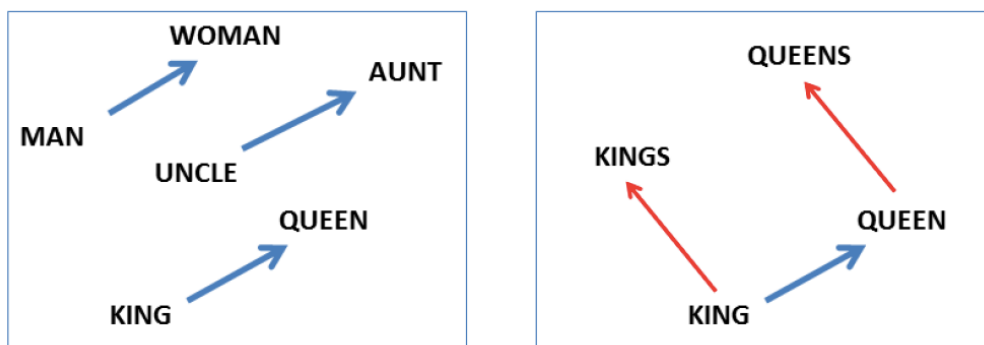 WOMAN
AUNT
MAN
UNCLE
QUEEN
KING
QUEENS
KINGS
QUEEN
KING